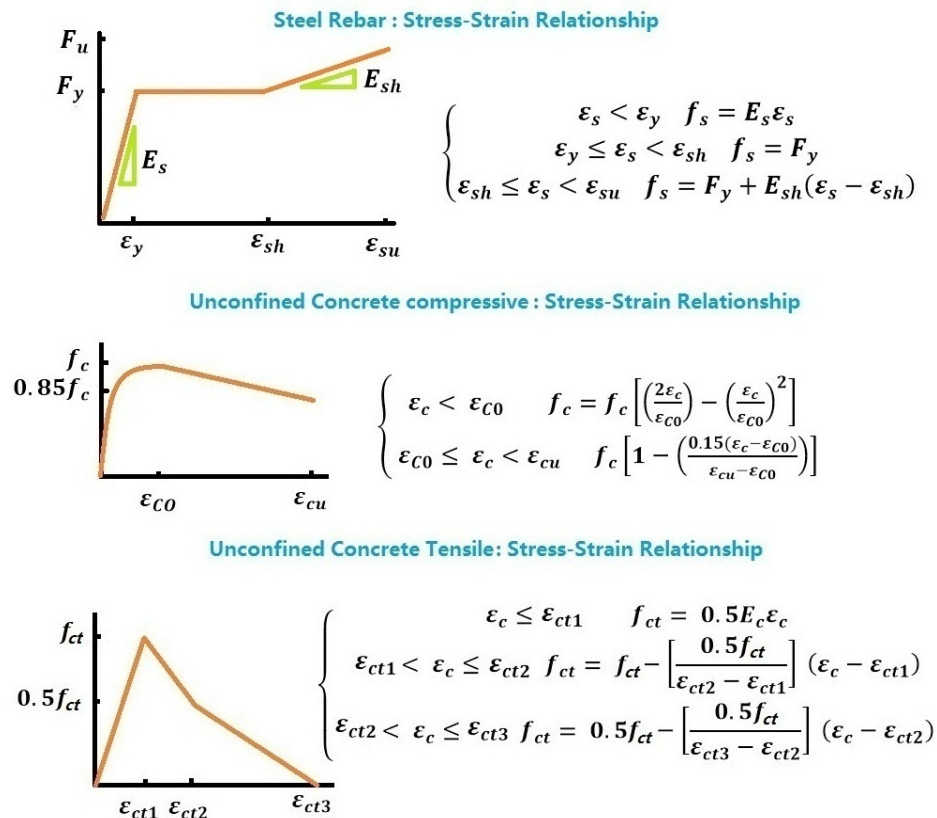 Steel Rebar : Stress-Strain Relationship
F_u
F_y
E_sh
E_s
ε_y
ε_sh
ε_su
ε_s < ε_y f_s = E_s ε_s
ε_y ≤ ε_s < ε_sh f_s = F_y
ε_sh ≤ ε_s < ε_su f_s = F_y + E_sh(ε_s − ε_sh)
Unconfined Concrete compressive : Stress-Strain Relationship
f_c
0.85f_c
ε_CO
ε_cu
ε_c < ε_C0 f_c = f_c[(2ε_c/ε_C0) − (ε_c/ε_C0)^2]
ε_C0 ≤ ε_c < ε_cu f_c[1 − (0.15(ε_c−ε_C0)/ε_cu−ε_C0)]
Unconfined Concrete Tensile: Stress-Strain Relationship
f_ct
0.5f_ct
ε_ct1 ε_ct2 ε_ct3
ε_c ≤ ε_ct1 f_ct = 0.5E_c ε_c
ε_ct1 < ε_c ≤ ε_ct2 f_ct = f_ct − [0.5f_ct/ε_ct2 − ε_ct1] (ε_c − ε_ct1)
ε_ct2 < ε_c ≤ ε_ct3 f_ct = 0.5f_ct − [0.5f_ct/ε_ct3 − ε_ct2] (ε_c − ε_ct2)